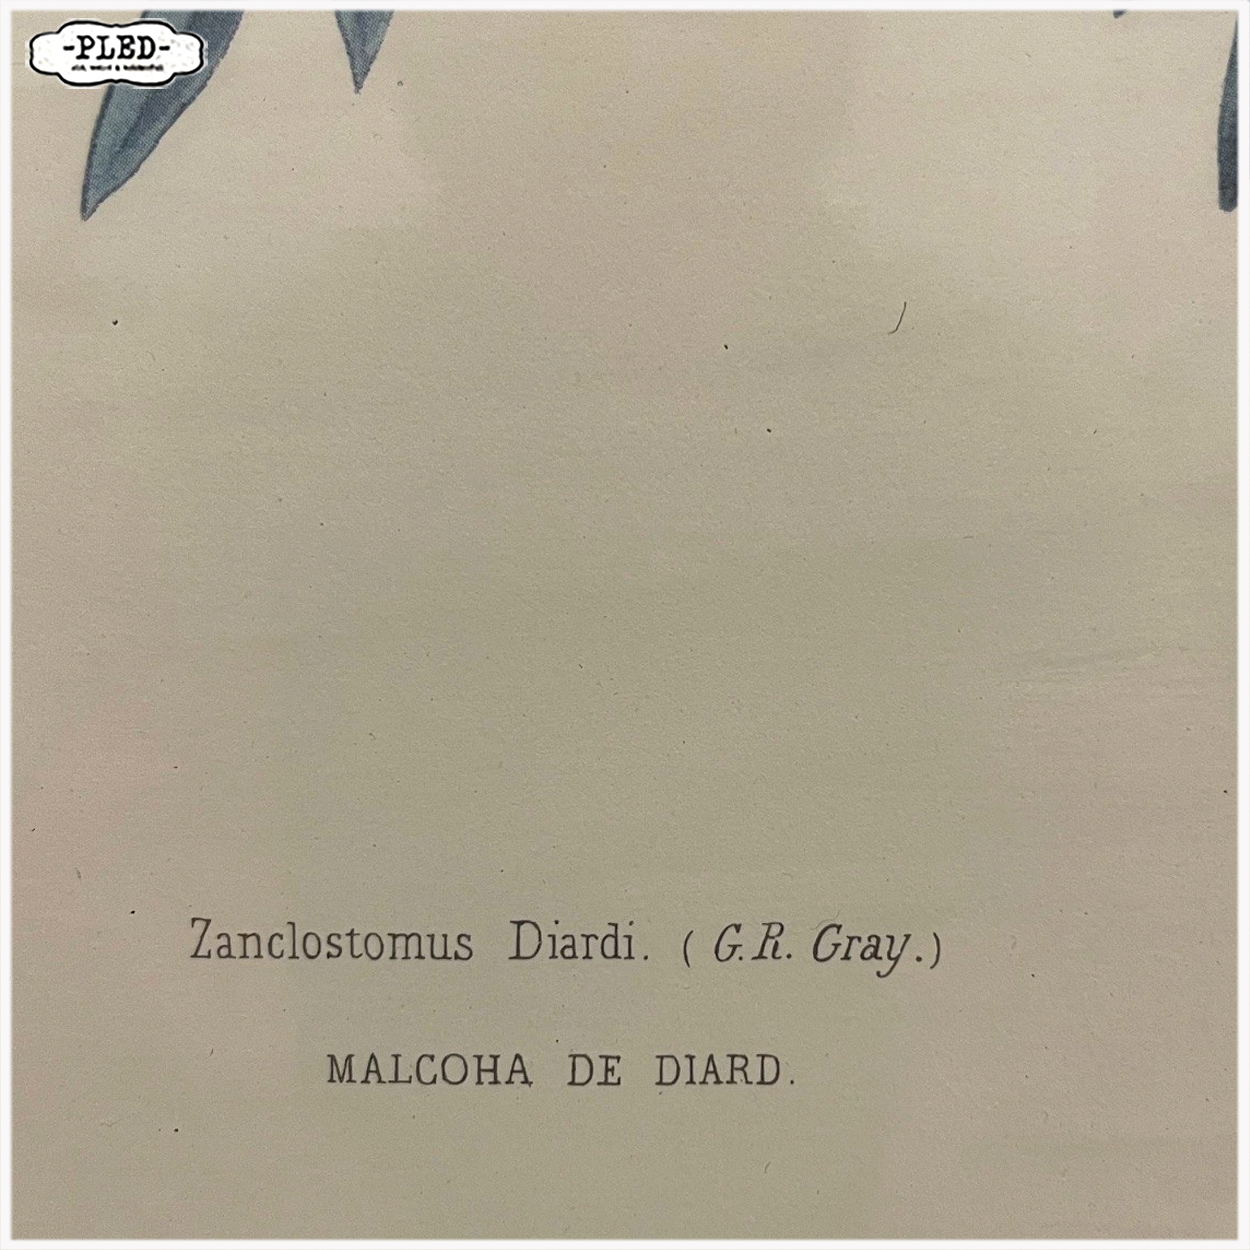 -PLED-
Zanclostomus Diardi. ( G.R. Gray.)
MALCOHA DE DIARD.